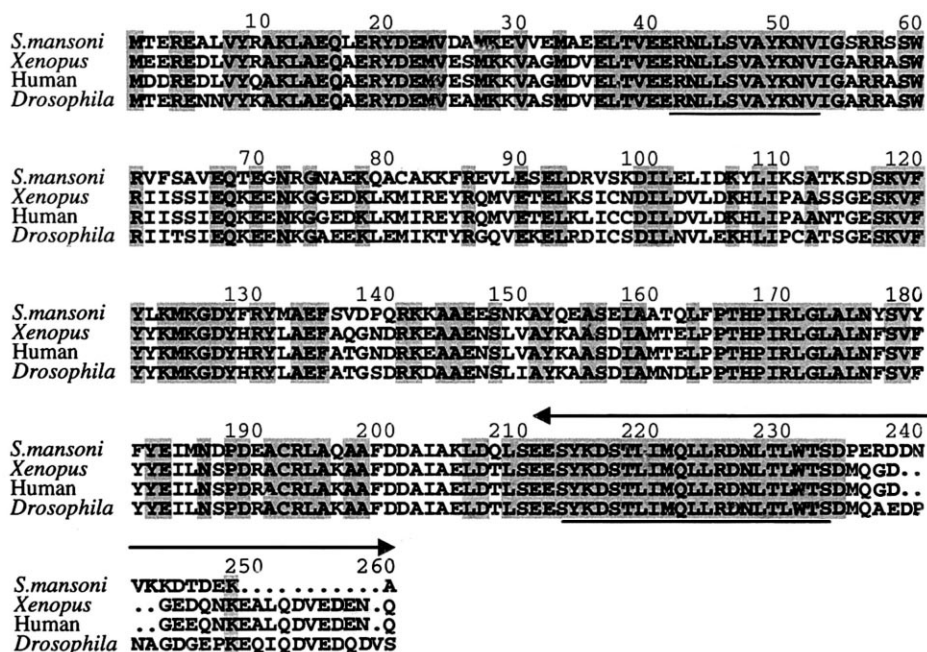 10 20 30 40 50 60
S.mansoni MTEREALVYRAKLAEQLERYDEMVDAMKEVVEMAEELTVEERNLLSVAYKNVIGSRRSSW
Xenopus MEEREDLVYRAKLAEQAERYDEMVESMKKVAGMDVELTVEERNLLSVAYKNVIGARRASW
Human MDDREDLVYQAKLAEQAERYDEMVESMKKVAGMDVELTVEERNLLSVAYKNVIGARRASW
Drosophila MTERENNVYKAKLAEQAERYDEMVEAMKKVASMDVELTVEERNLLSVAYKNVIGARRASW
70 80 90 100 110 120
S.mansoni RVFSAVEQTEGNRGNAEKQACAKKFREVLESELDRVSKDILELIDKYLIKSATKSDSKVF
Xenopus RIISSIEQKEENKGGEDKLKMIREYRQMVETELKSICNDILDVLDKHLIPAASSGESKVF
Human RIISSIEQKEENKGGEDKLKMIREYRQMVETELKLICCDILDVLDKHLIPAANTGESKVF
Drosophila RIITSIEQKEENKGAEEKLEMIKTYRGQVEKELRDICSDILNVLEKHLIPCATSGESKVF
130 140 150 160 170 180
S.mansoni YLKMKGDYFRYMAEFSVDPQRKKAAEESNKAYQEASEIAATQLFPTHPIRLGLALNYSVY
Xenopus YYKMKGDYHRYLAEFAQGNDRKEAAENSLVAYKAASDIAMTELPPTHPIRLGLALNFSVF
Human YYKMKGDYHRYLAEFATGNDRKEAAENSLVAYKAASDIAMTELPPTHPIRLGLALNFSVF
Drosophila YYKMKGDYHRYLAEFATGSDRKDAAENSLIAYKAASDIAMNDLPPTHPIRLGLALNFSVF
190 200 210 220 230 240
S.mansoni FYEIMNDPDEACRLAQAAFDDAIAKLDQLSEESYKDSTLIMQLLRDNLTLWTSDPERDDN
Xenopus YYEILNSPDRACRLAKAAFDDAIAELDTLSEESYKDSTLIMQLLRDNLTLWTSDMQGD..
Human YYEILNSPDRACRLAKAAFDDAIAELDTLSEESYKDSTLIMQLLRDNLTLWTSDMQGD..
Drosophila YYEILNSPDRACRLAKAAFDDAIAELDTLSEESYKDSTLIMQLLRDNLTLWTSDMQAEDP
250 260
S.mansoni VKKDTDEK...........A
Xenopus ..GEDQNKEALQDVEDEN.Q
Human ..GEEQNKEALQDVEDEN.Q
Drosophila NAGDGEPKEQIQDVEDQDVS